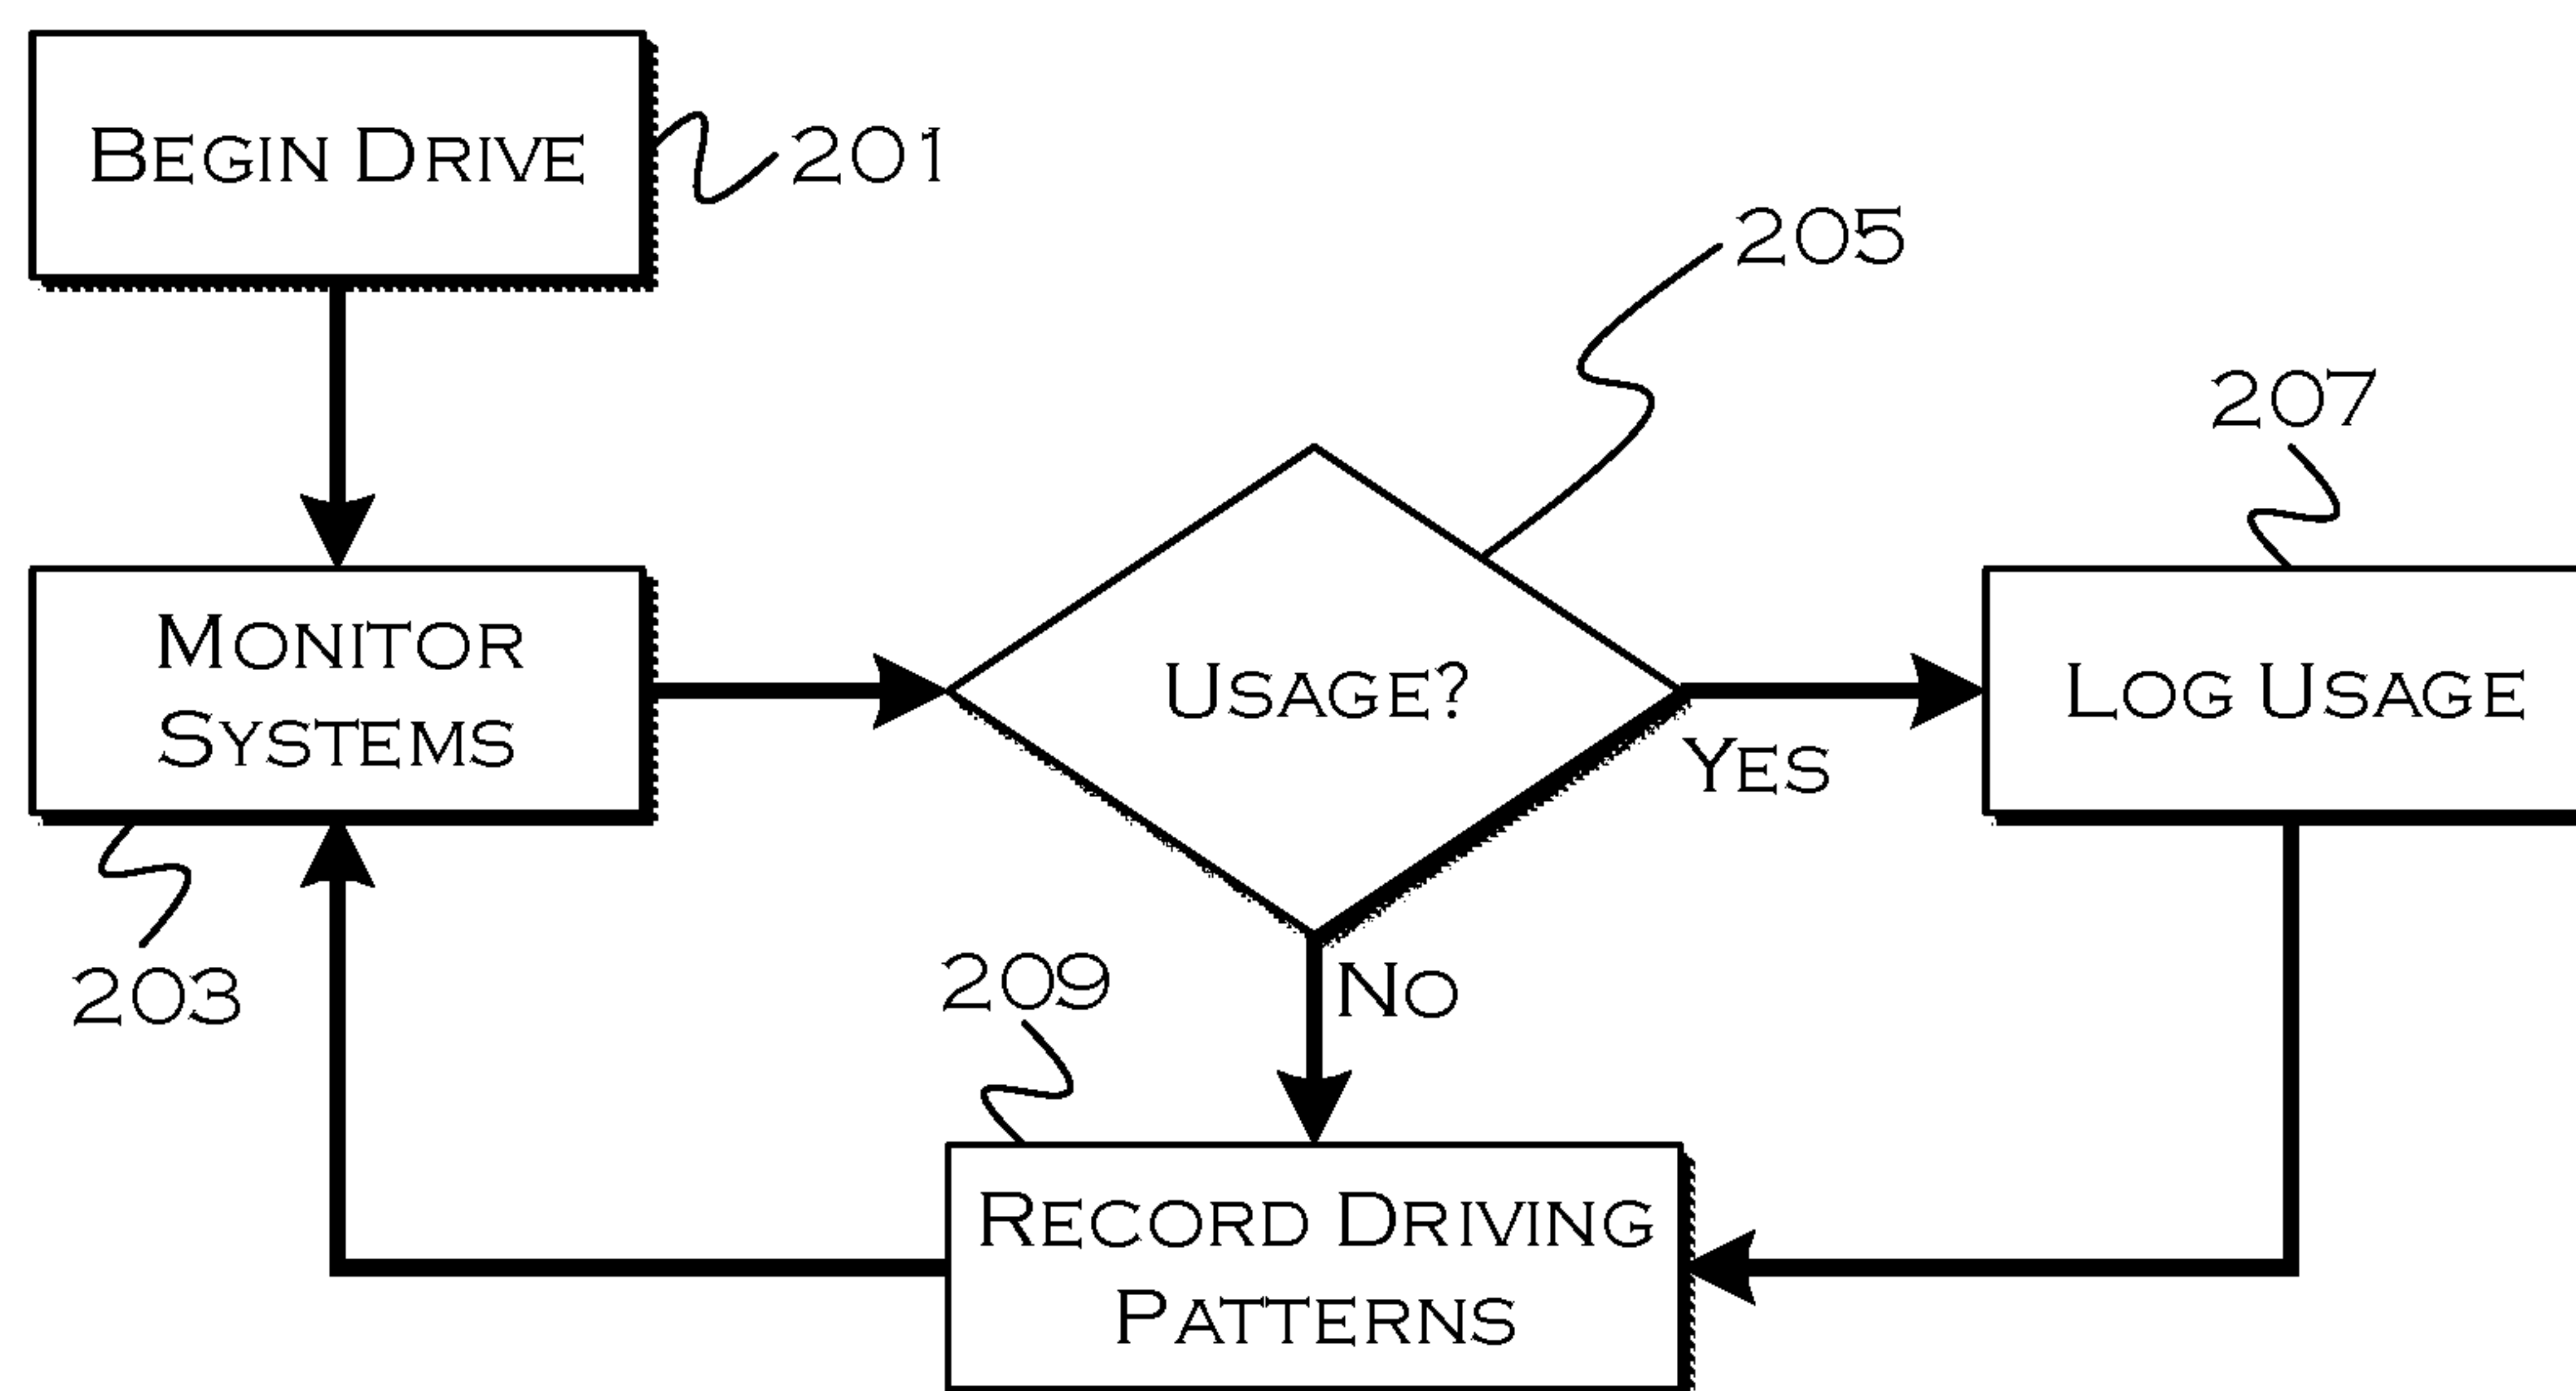 BEGIN DRIVE
201
205
207
MONITOR
SYSTEMS
USAGE?
YES
LOG USAGE
203
209
NO
RECORD DRIVING
PATTERNS